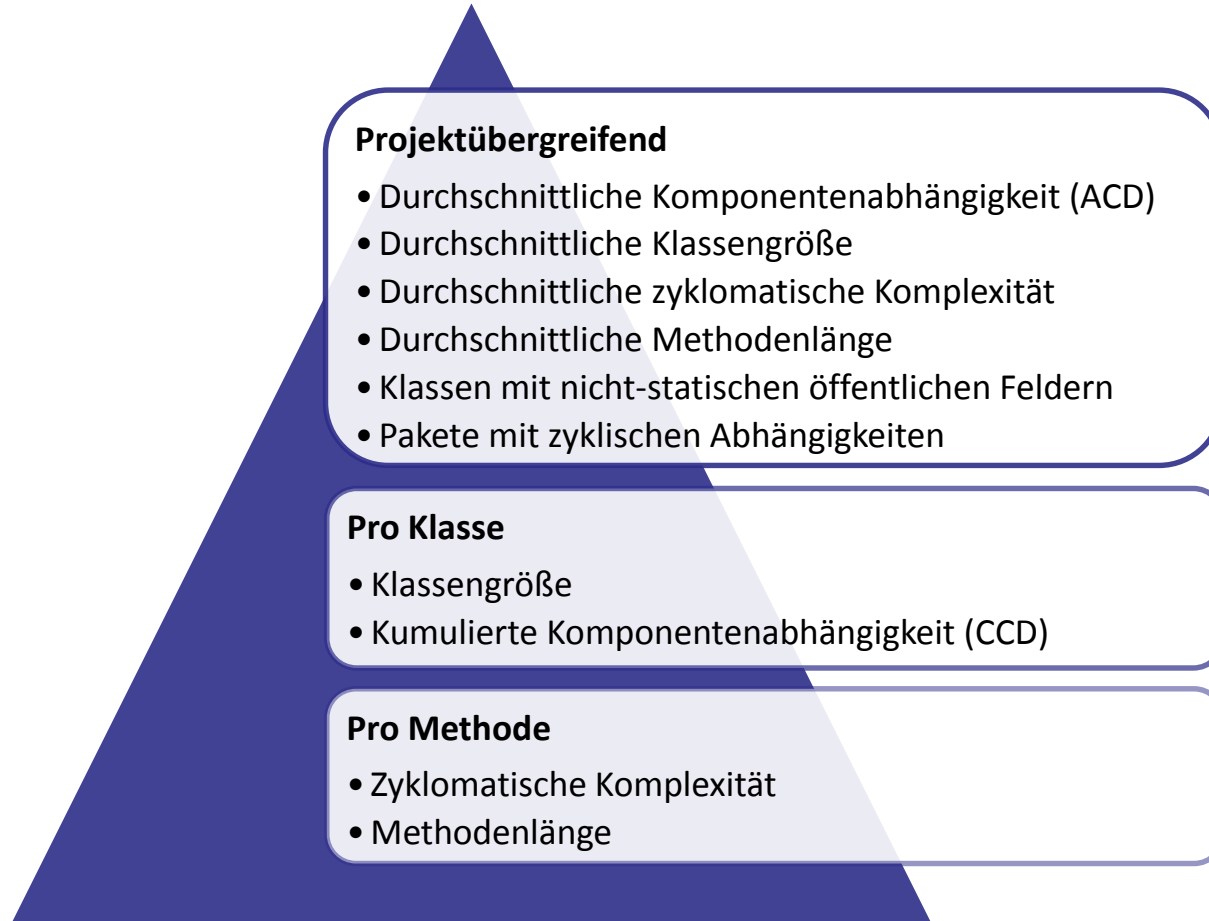 Projektübergreifend
• Durchschnittliche Komponentenabhängigkeit (ACD)
• Durchschnittliche Klassengröße
• Durchschnittliche zyklomatische Komplexität
• Durchschnittliche Methodenlänge
• Klassen mit nicht-statischen öffentlichen Feldern
• Pakete mit zyklischen Abhängigkeiten
Pro Klasse
• Klassengröße
• Kumulierte Komponentenabhängigkeit (CCD)
Pro Methode
• Zyklomatische Komplexität
• Methodenlänge